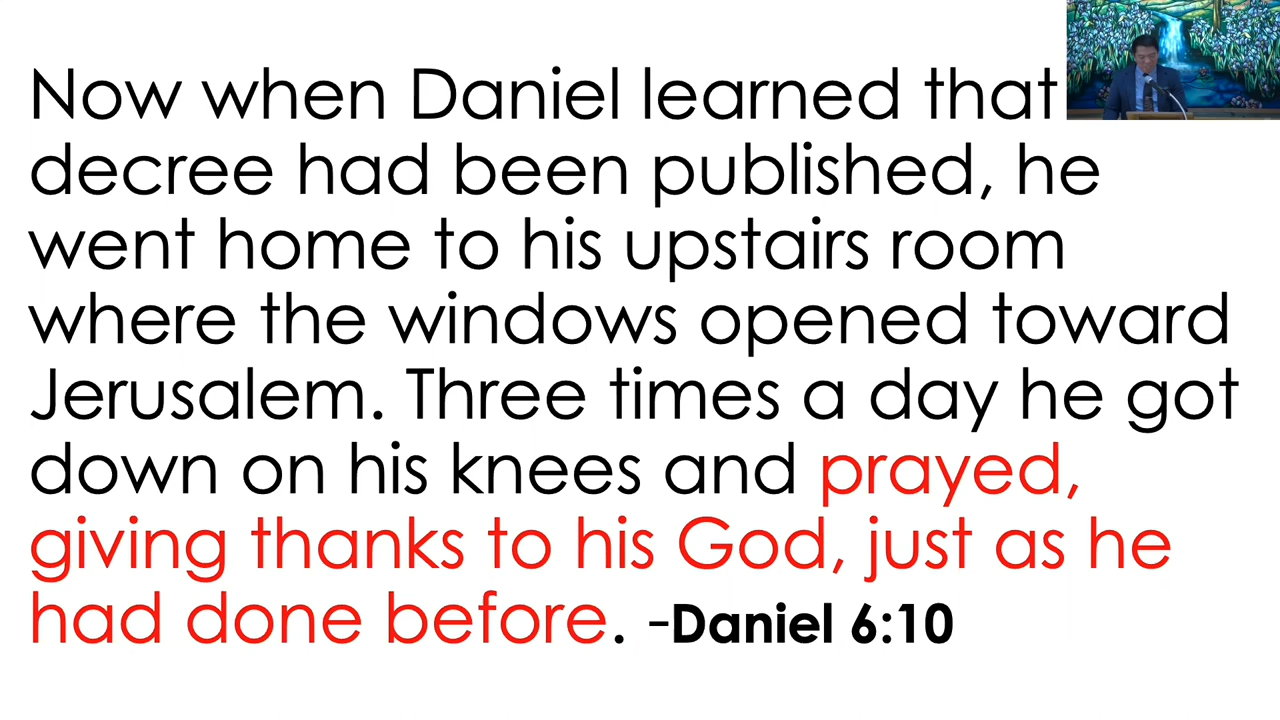 Now when Daniel learned that
decree had been published, he
went home to his upstairs room
where the windows opened toward
Jerusalem. Three times a day he got
down on his knees and prayed,
giving thanks to his God, just as he
had done before. -Daniel 6:10